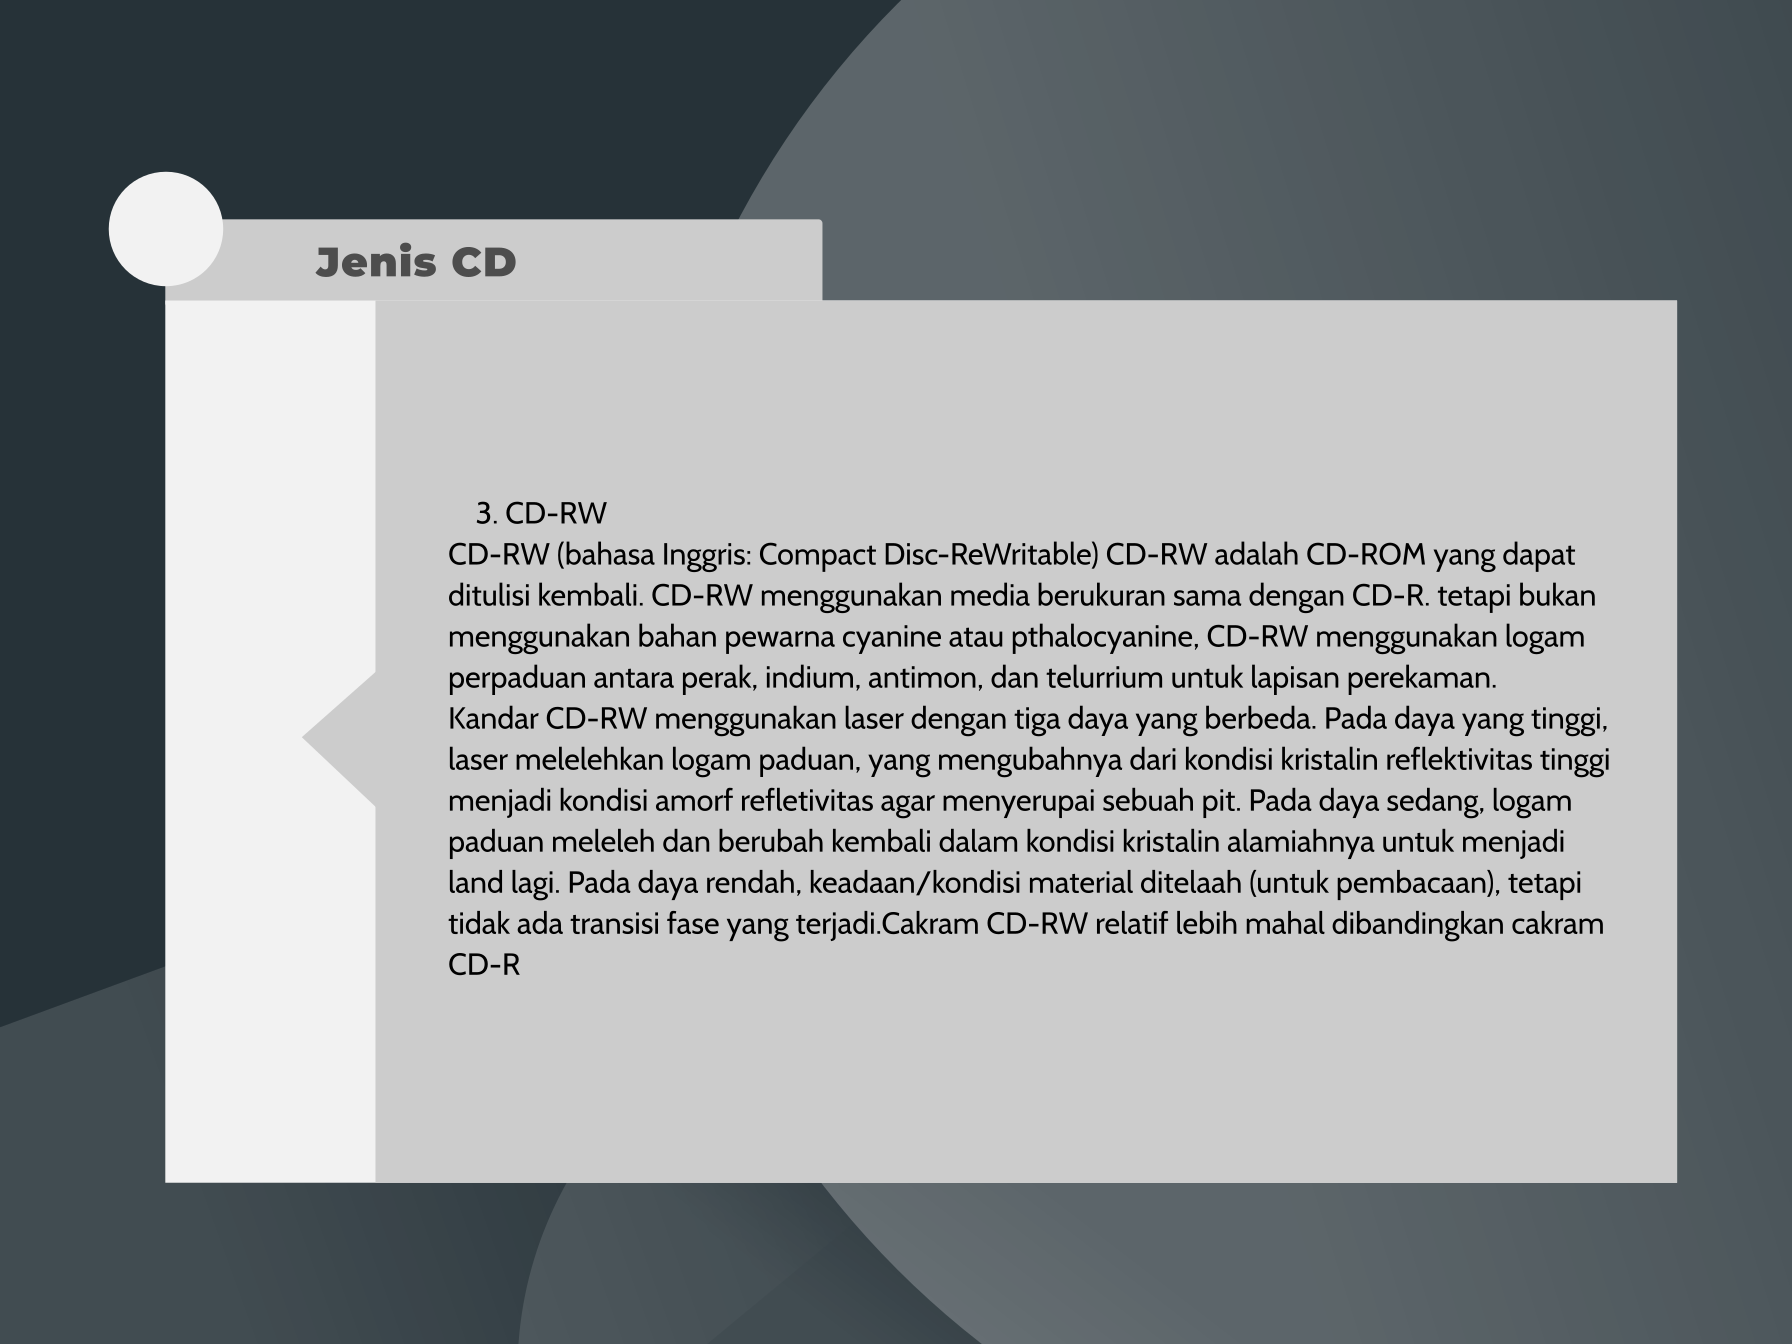 Jenis CD
3. CD-RW
CD-RW (bahasa Inggris: Compact Disc-ReWritable) CD-RW adalah CD-ROM yang dapat
ditulisi kembali. CD-RW menggunakan media berukuran sama dengan CD-R. tetapi bukan
menggunakan bahan pewarna cyanine atau pthalocyanine, CD-RW menggunakan logam
perpaduan antara perak, indium, antimon, dan telurrium untuk lapisan perekaman.
Kandar CD-RW menggunakan laser dengan tiga daya yang berbeda. Pada daya yang tinggi,
laser melelehkan logam paduan, yang mengubahnya dari kondisi kristalin reflektivitas tinggi
menjadi kondisi amorf refletivitas agar menyerupai sebuah pit. Pada daya sedang, logam
paduan meleleh dan berubah kembali dalam kondisi kristalin alamiahnya untuk menjadi
land lagi. Pada daya rendah, keadaan/kondisi material ditelaah (untuk pembacaan), tetapi
tidak ada transisi fase yang terjadi.Cakram CD-RW relatif lebih mahal dibandingkan cakram
CD-R